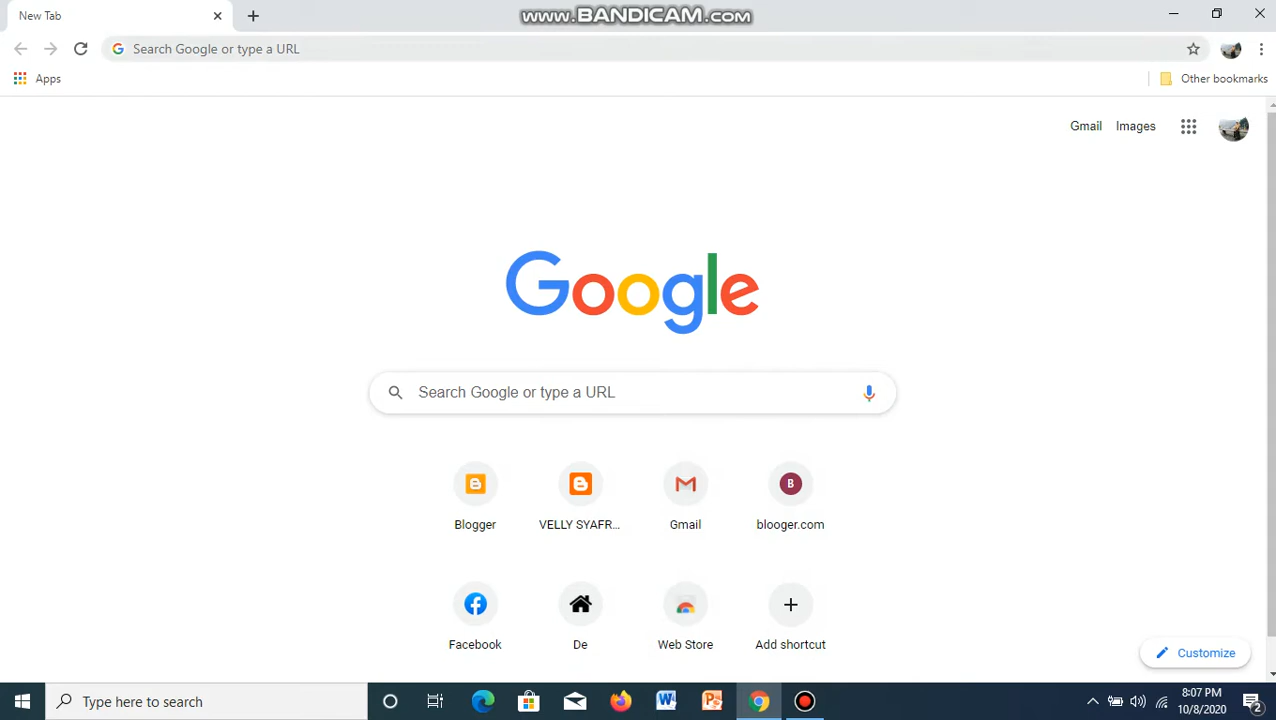 New Tab
www.BANDICAM.com
Search Google or type a URL
Apps
Other bookmarks
Gmail Images
Google
Search Google or type a URL
Blogger VELLY SYAFR... Gmail blooger.com
B
Facebook De Web Store Add shortcut
Customize
Type here to search
8:07 PM
10/8/2020
2